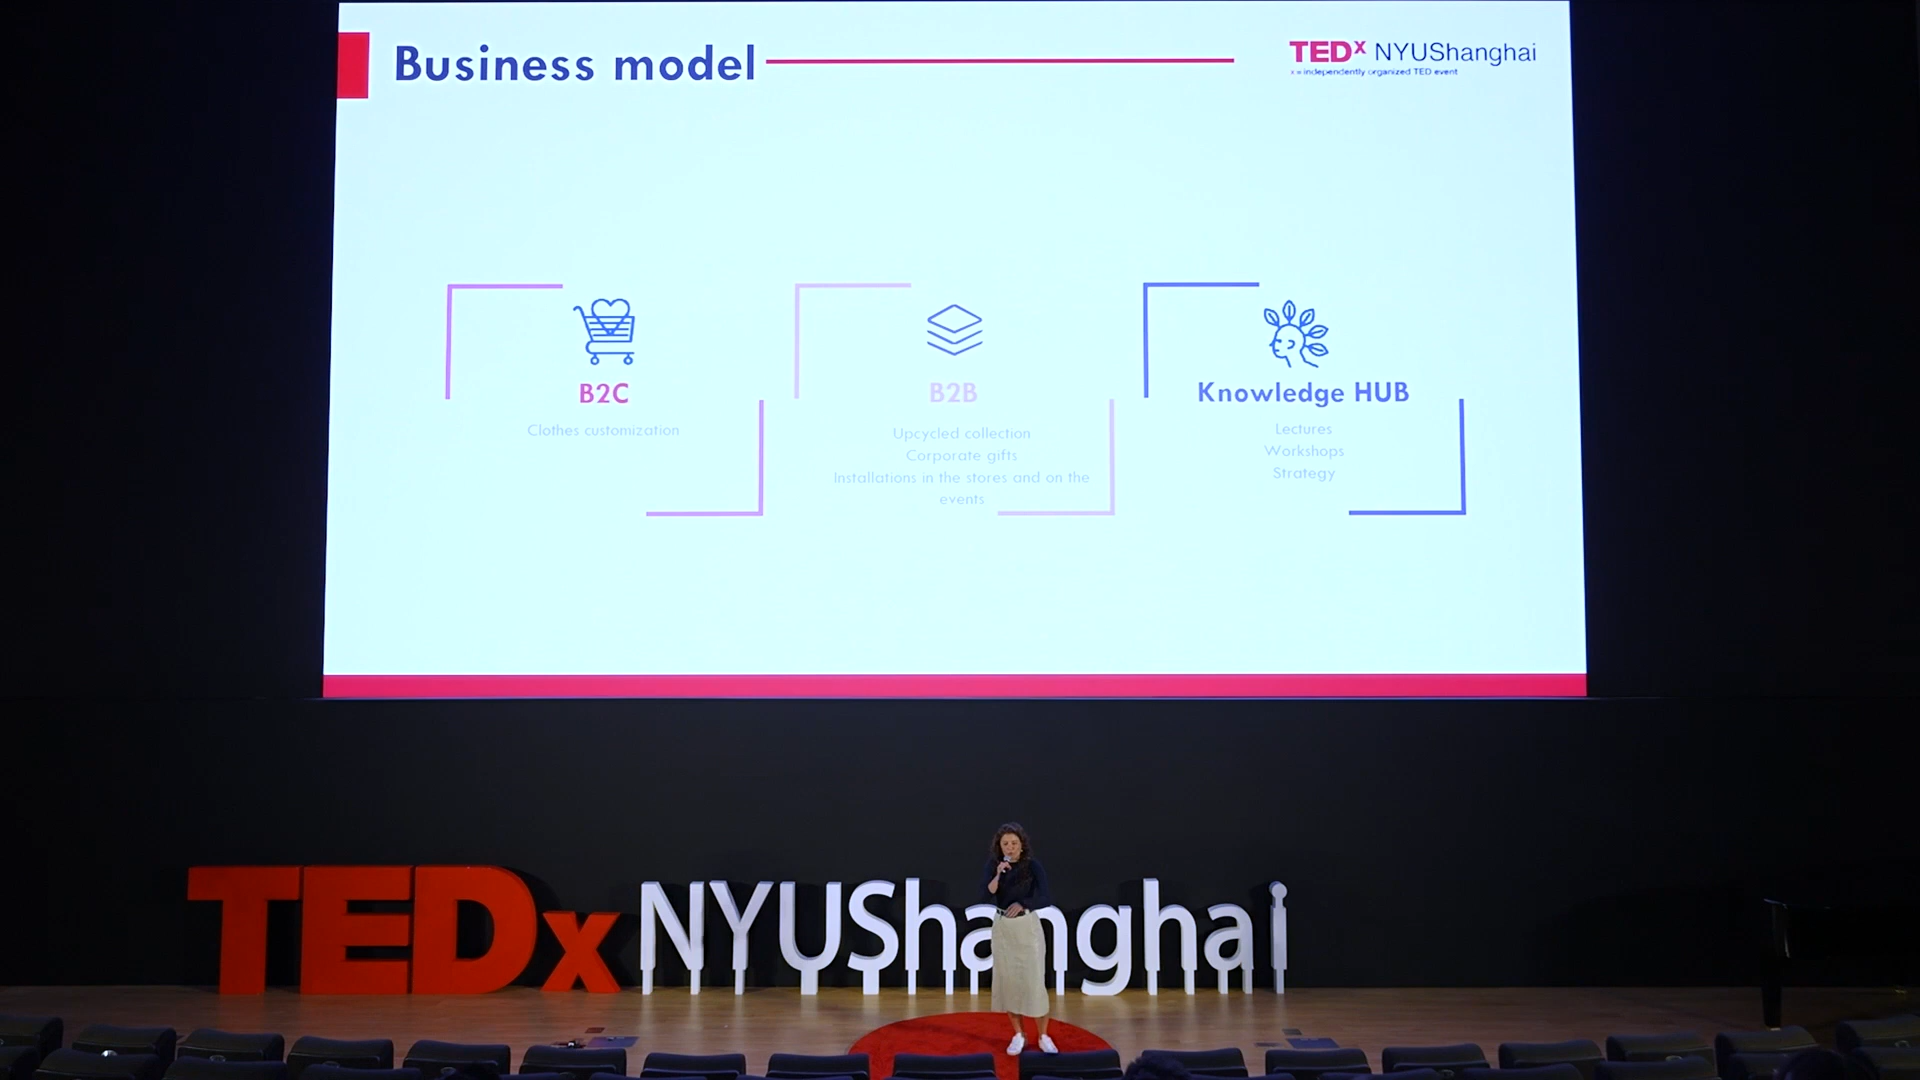 Business model
TEDx NYUShanghai
x = independently organized TED event
B2C
Clothes customization
B2B
Upcycled collection
Corporate gifts
Installations in the stores and on the
events
Knowledge HUB
Lectures
Workshops
Strategy
TEDx NYUShanghai